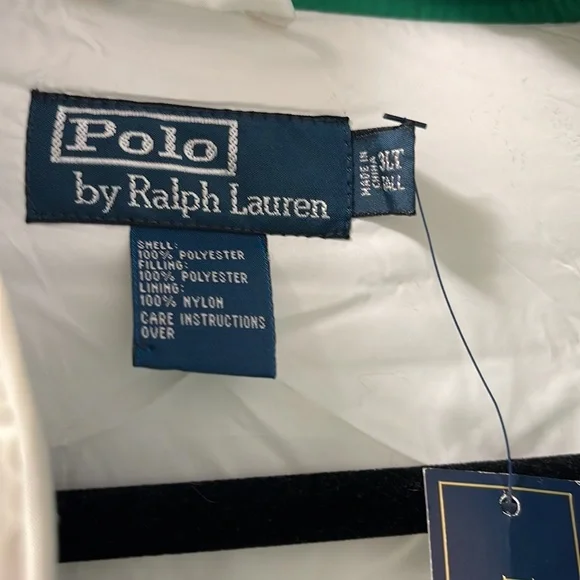 Polo
by Ralph Lauren
MADE IN
CHINA
3LT
SHELL:
100% POLYESTER
FILLING:
100% POLYESTER
LINING:
100% NYLON
CARE INSTRUCTIONS
OVER